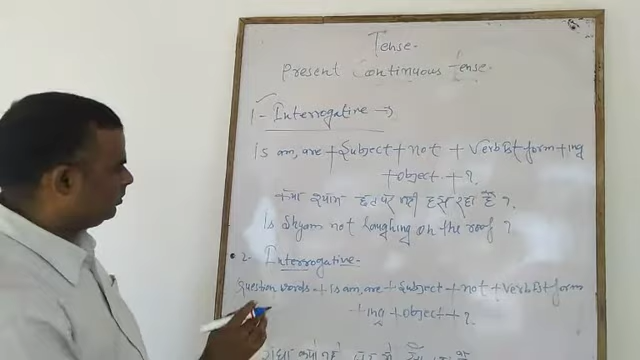 Tense.
Present Continuous Tense.
1- Interrogative →
Is am, are + Subject + not + Verb Ist form + ing
+ object + ?
क्या श्याम छत पर नहीं हँस रहा है ?
Is Shyam not Laughing on the roof ?
2- Interrogative.
Question words + is am, are + Subject + not + Verb Ist form
+ ing + object + ?
राधा क्यों नहीं